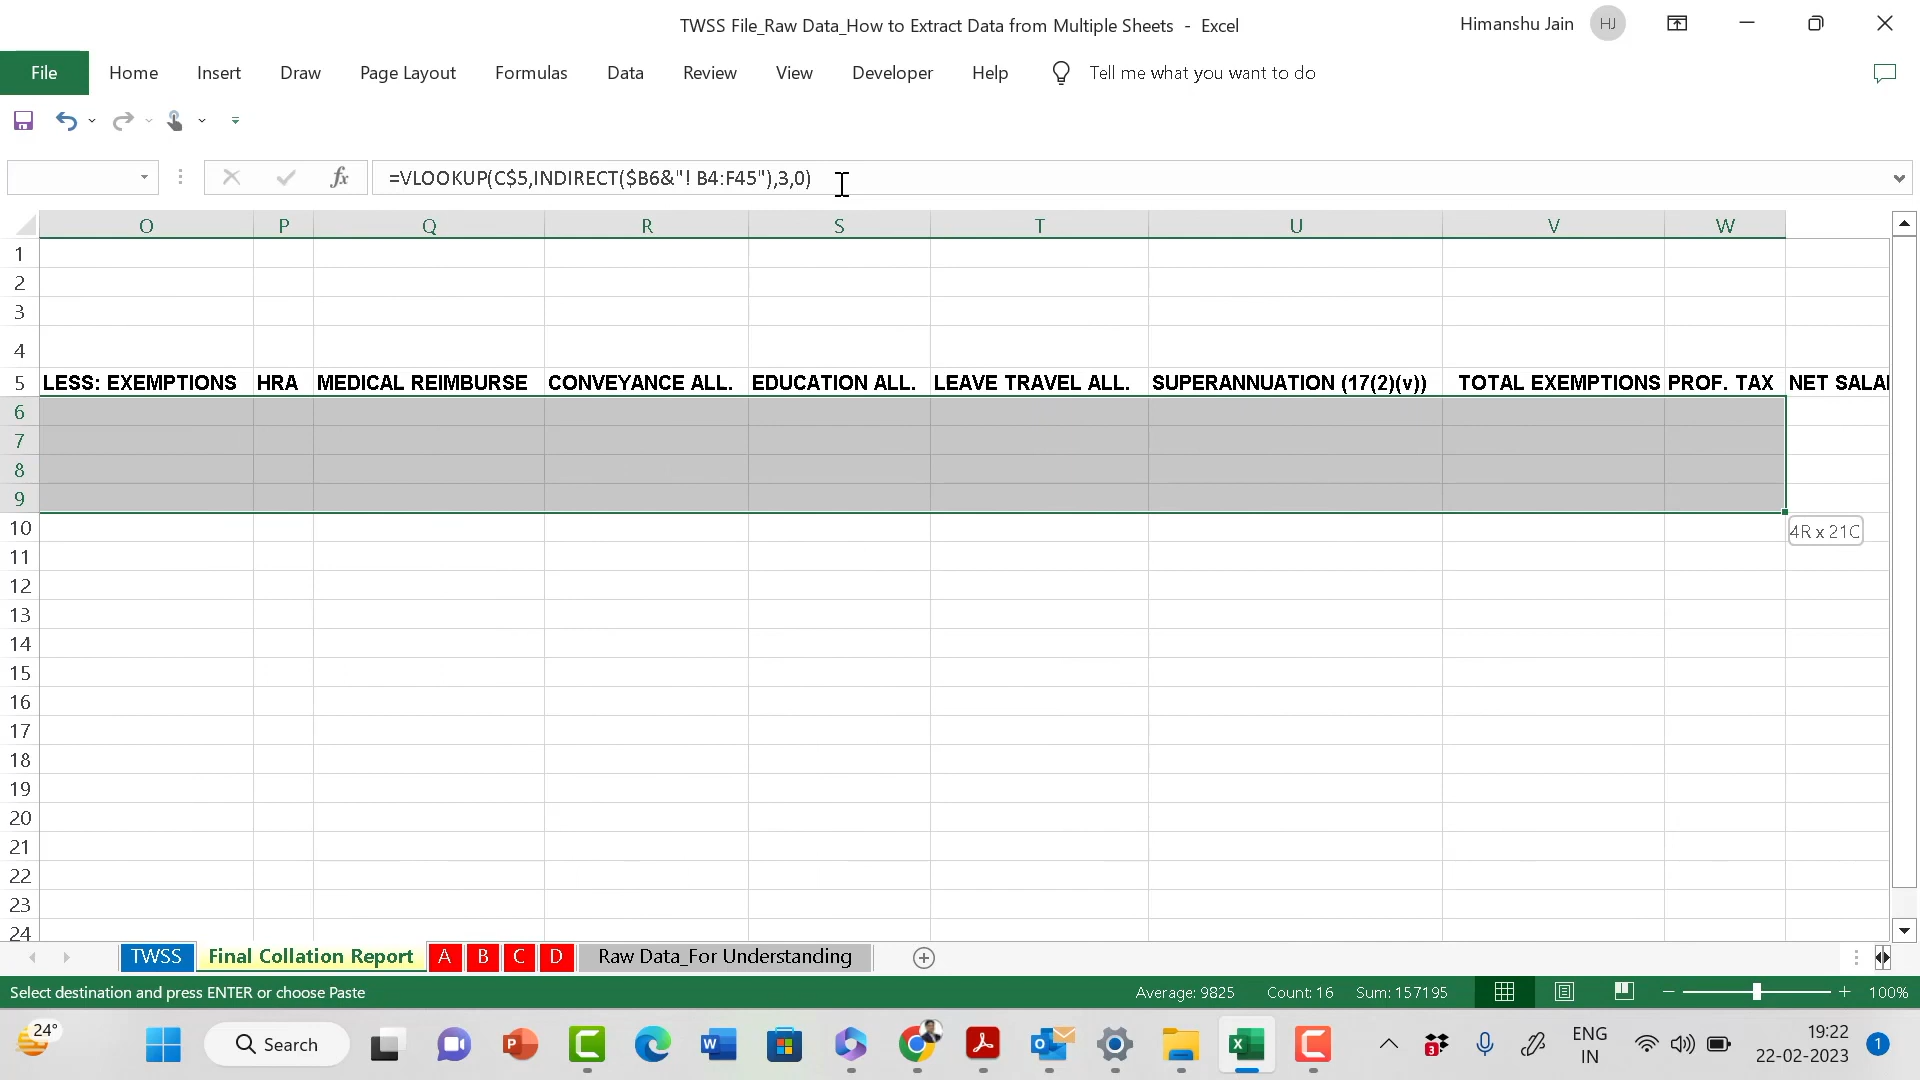 TWSS File_Raw Data_How to Extract Data from Multiple Sheets - Excel
Himanshu Jain HJ
File Home Insert Draw Page Layout Formulas Data Review View Developer Help Tell me what you want to do
fx =VLOOKUP(C$5,INDIRECT($B6&"! B4:F45"),3,0)
O P Q R S T U V W
1
2
3
4
5 LESS: EXEMPTIONS HRA MEDICAL REIMBURSE CONVEYANCE ALL. EDUCATION ALL. LEAVE TRAVEL ALL. SUPERANNUATION (17(2)(v)) TOTAL EXEMPTIONS PROF. TAX NET SALA
6
7
8
9
10 4R x 21C
11
12
13
14
15
16
17
18
19
20
21
22
23
24
TWSS Final Collation Report A B C D Raw Data_For Understanding
Select destination and press ENTER or choose Paste Average: 9825 Count: 16 Sum: 157195 100%
24° Search 3 ENG 19:22 1
IN 22-02-2023